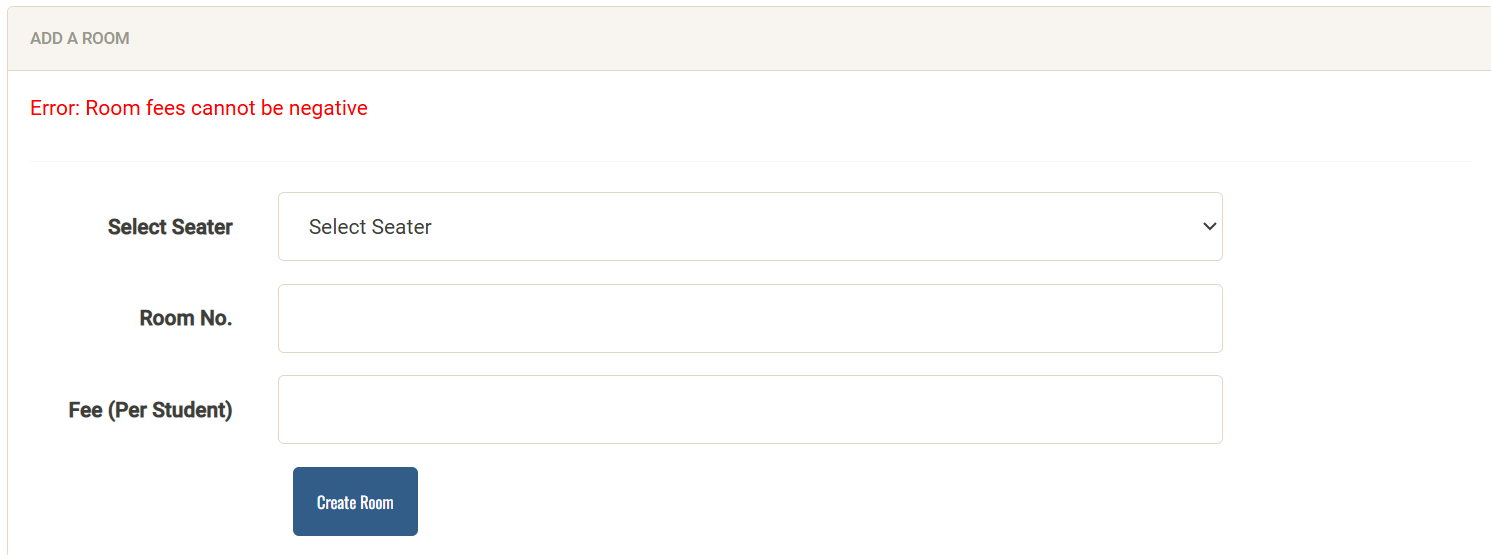 ADD A ROOM
Error: Room fees cannot be negative
Select Seater
Select Seater
Room No.
Fee (Per Student)
Create Room